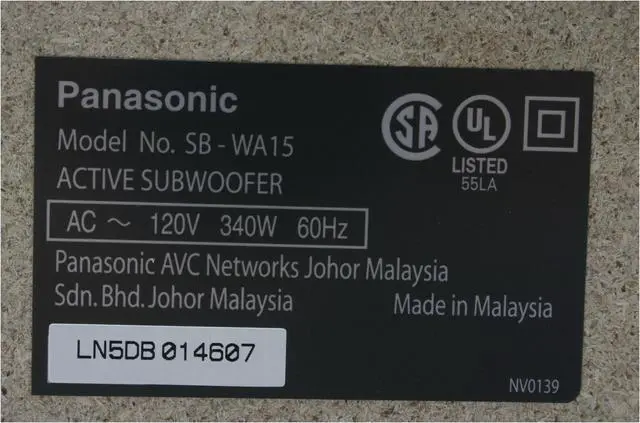 Panasonic
Model No. SB - WA15
ACTIVE SUBWOOFER
SA
UL
LISTED
55LA
AC ~ 120V 340W 60Hz
Panasonic AVC Networks Johor Malaysia
Sdn. Bhd. Johor Malaysia
Made in Malaysia
LN5DB 014607
NV0139